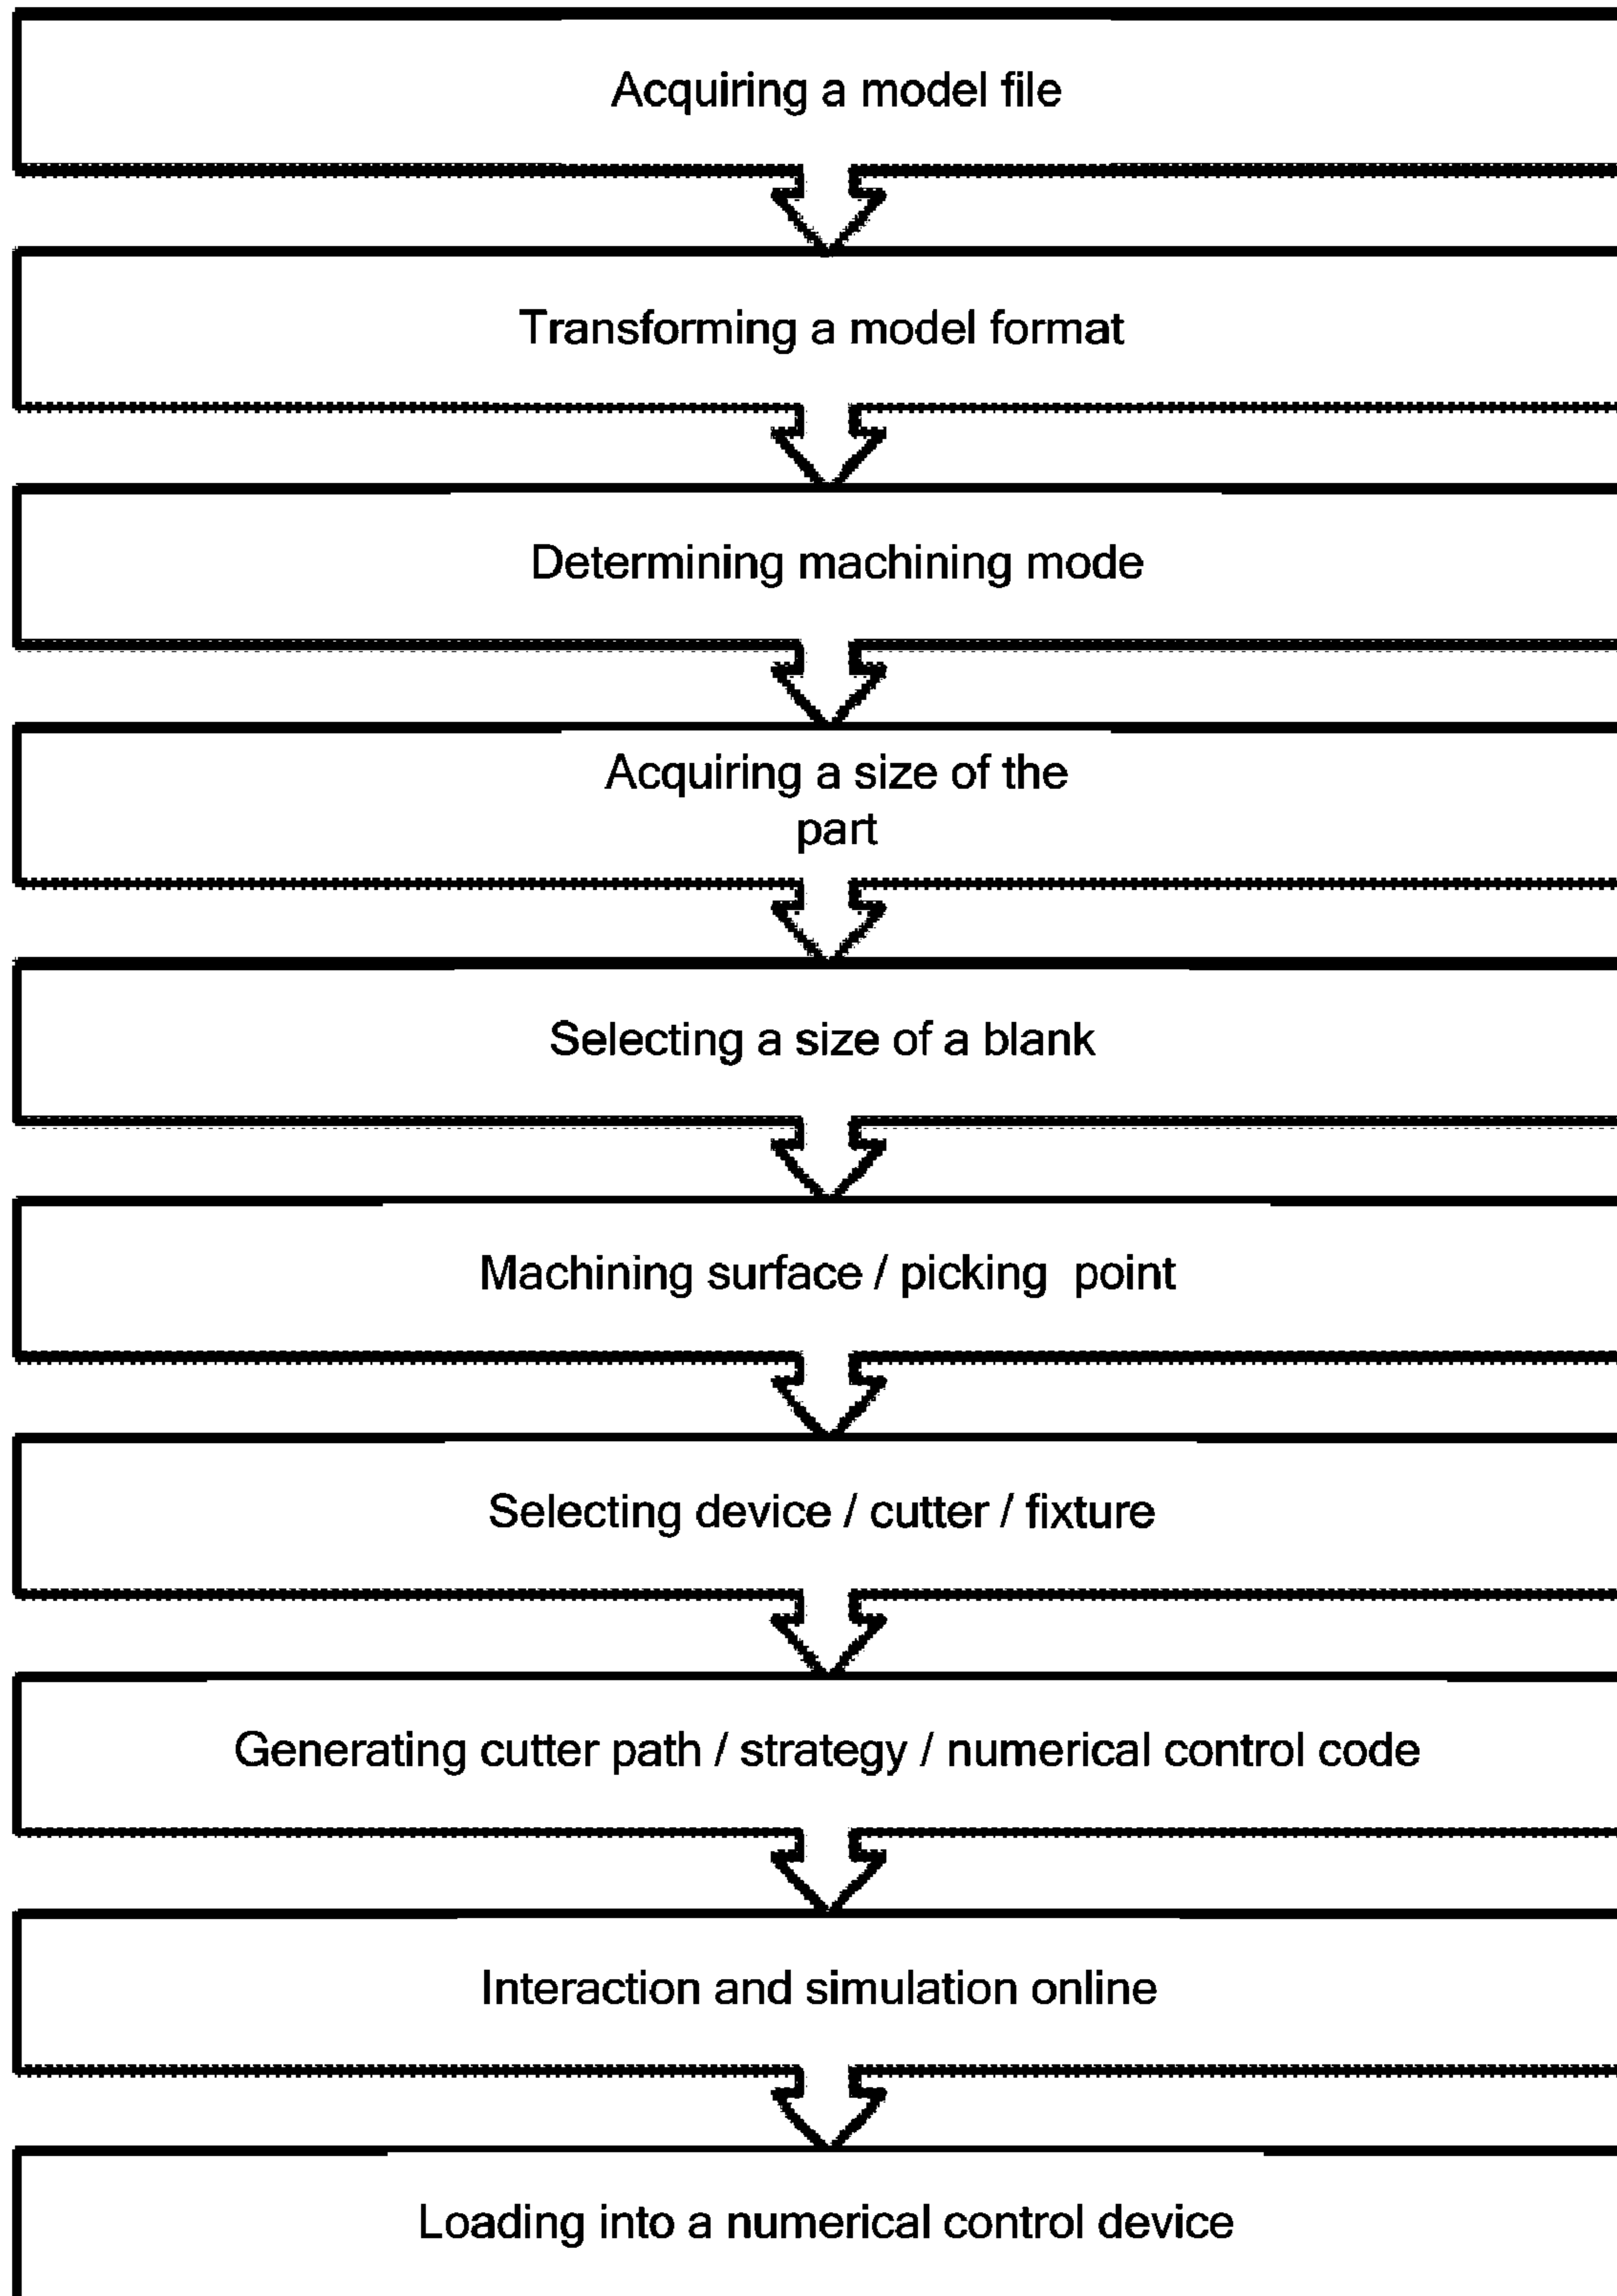 Acquiring a model file
Transforming a model format
Determining machining mode
Acquiring a size of the
part
Selecting a size of a blank
Machining surface / picking point
Selecting device / cutter / fixture
Generating cutter path / strategy / numerical control code
Interaction and simulation online
Loading into a numerical control device